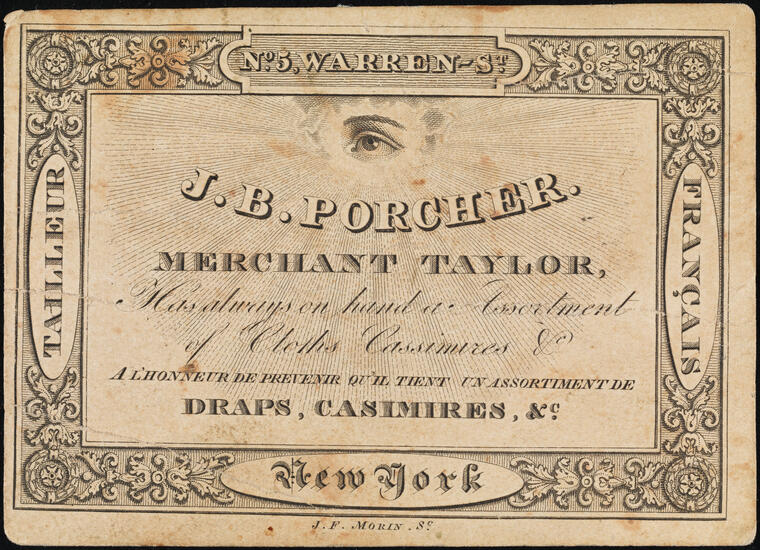 Nº 5, WARREN-ST
TAILLEUR
FRANÇAIS
J. B. PORCHER.
MERCHANT TAYLOR,
Has always on hand a Assortment
of Cloths Cassimires &c
A L'HONNEUR DE PREVENIR QU'IL TIENT UN ASSORTIMENT DE
DRAPS, CASIMIRES, &c.
New York
J. F. MORIN. Sc.